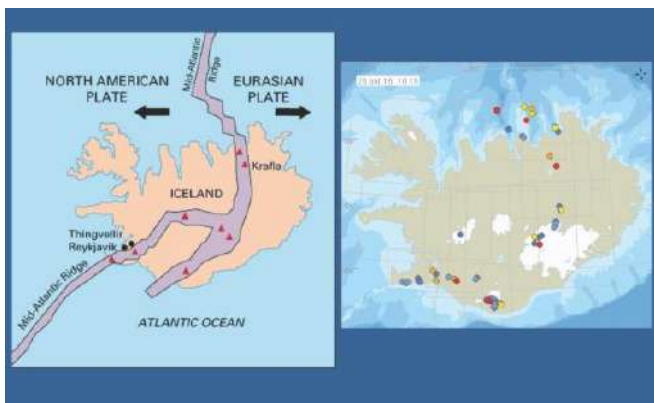 NORTH AMERICAN
PLATE
Mid-Atlantic
Ridge
EURASIAN
PLATE
Krafla
ICELAND
Thingvellir
Reykjavik
Mid-Atlantic Ridge
ATLANTIC OCEAN